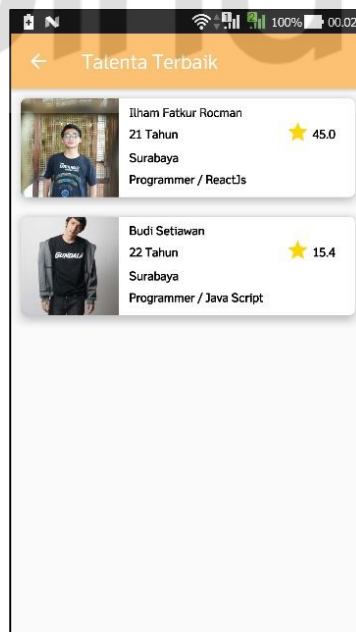 100% 00.02
Talenta Terbaik
Ilham Fatkur Rocman
21 Tahun
45.0
Surabaya
Programmer / ReactJs
Budi Setiawan
22 Tahun
15.4
Surabaya
Programmer / Java Script
GUNDALA